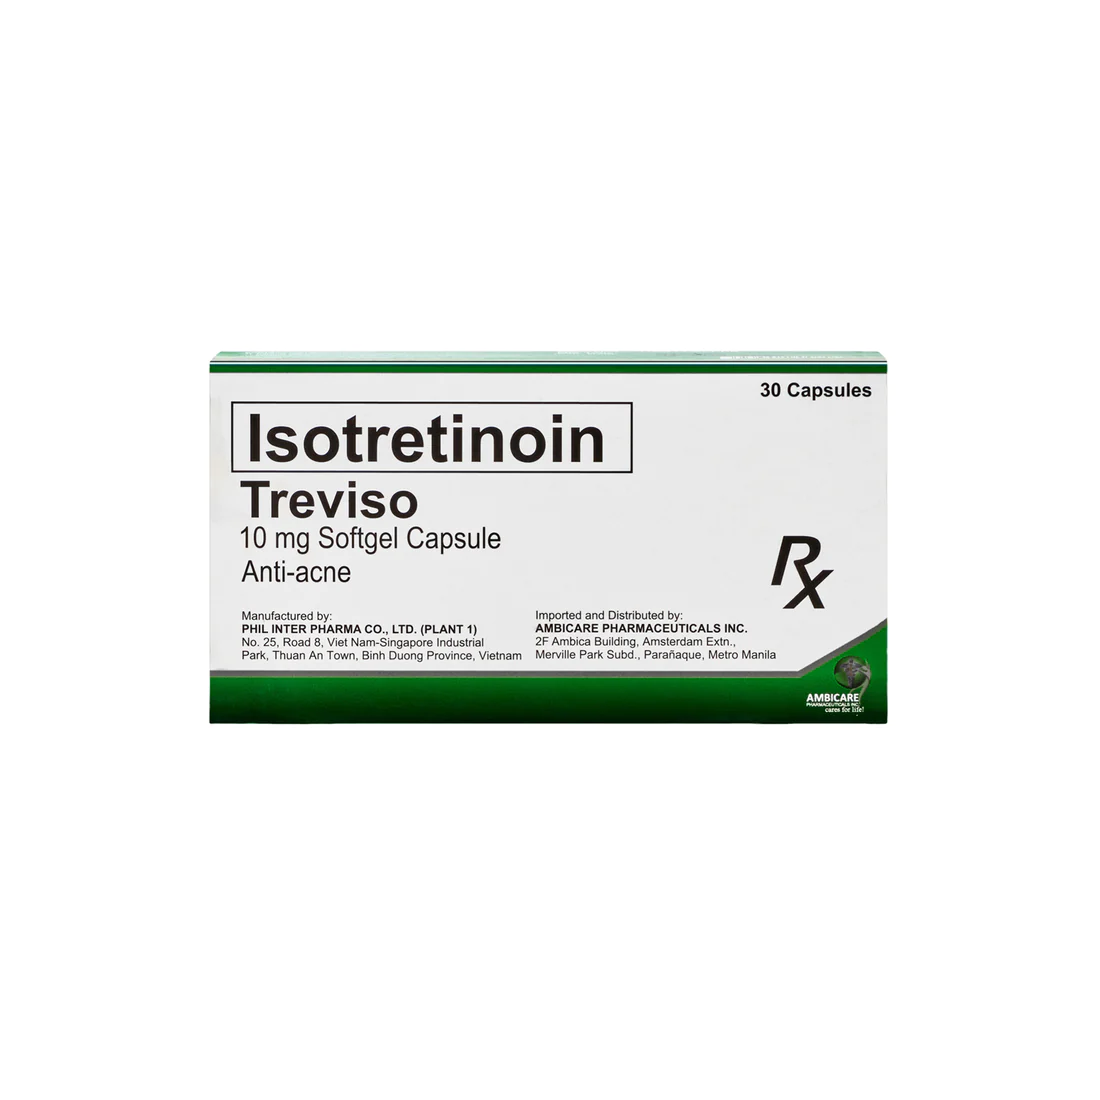 30 Capsules
Isotretinoin
Treviso
10 mg Softgel Capsule
Anti-acne
Rx
Manufactured by:
PHIL INTER PHARMA CO., LTD. (PLANT 1)
No. 25, Road 8, Viet Nam-Singapore Industrial
Park, Thuan An Town, Binh Duong Province, Vietnam
Imported and Distributed by:
AMBICARE PHARMACEUTICALS INC.
2F Ambica Building, Amsterdam Extn.,
Merville Park Subd., Parañaque, Metro Manila
AMBICARE
PHARMACEUTICALS INC.
cares for life!